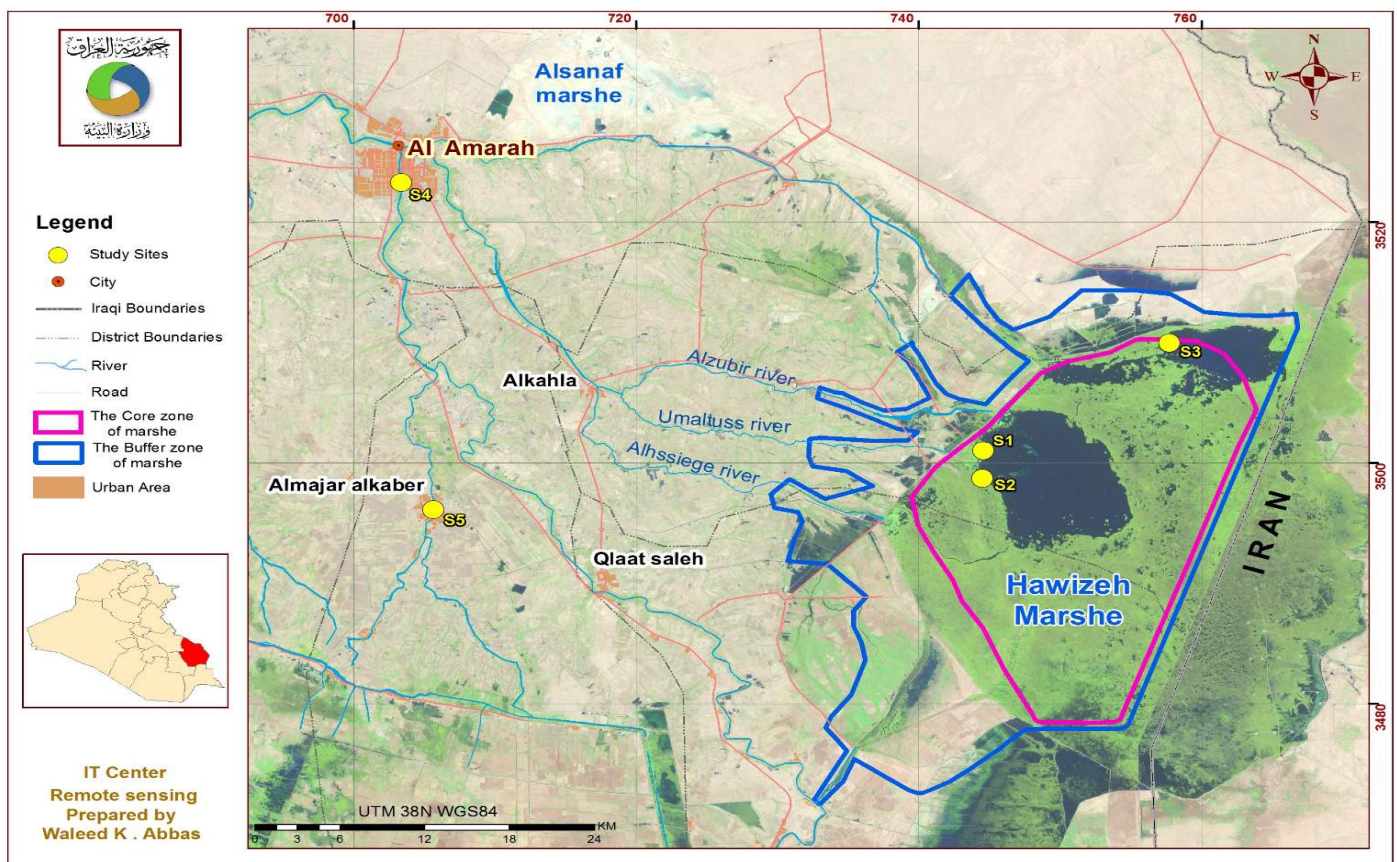 700 720 740 760
جمهورية العراق
وزارة البيئة
Legend
Study Sites
City
Iraqi Boundaries
District Boundaries
River
Road
The Core zone
of marshe
The Buffer zone
of marshe
Urban Area
IT Center
Remote sensing
Prepared by
Waleed K . Abbas
Alsanaf
marshe
N
W E
S
Al Amarah
S4
3520
Alzubir river
S3
Alkahla
Umaltuss river
S1
3500
Alhssiege river
S2
Almajar alkaber
S5
IRAN
Qlaat saleh
Hawizeh
Marshe
3480
UTM 38N WGS84
0 3 6 12 18 24 KM